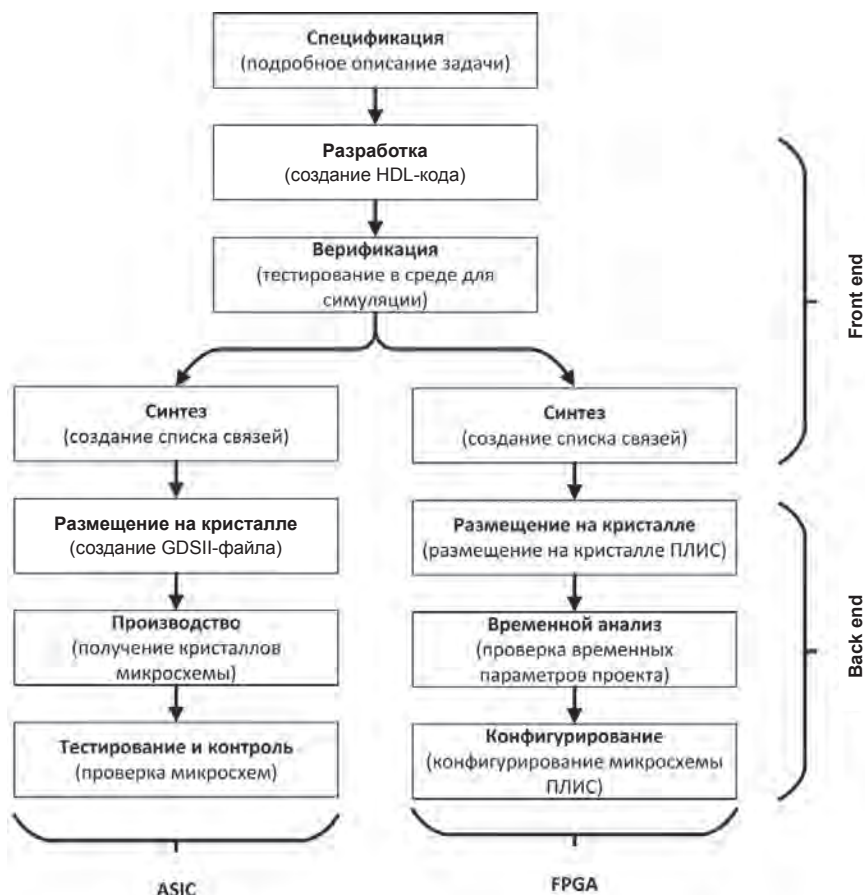 Спецификация
(подробное описание задачи)
Разработка
(создание HDL-кода)
Верификация
(тестирование в среде для
симуляции)
Front end
Синтез
(создание списка связей)
Синтез
(создание списка связей)
Размещение на кристалле
(создание GDSII-файла)
Размещение на кристалле
(размещение на кристалле ПЛИС)
Производство
(получение кристаллов
микросхемы)
Временной анализ
(проверка временных
параметров проекта)
Back end
Тестирование и контроль
(проверка микросхем)
Конфигурирование
(конфигурирование микросхемы
ПЛИС)
ASIC
FPGA